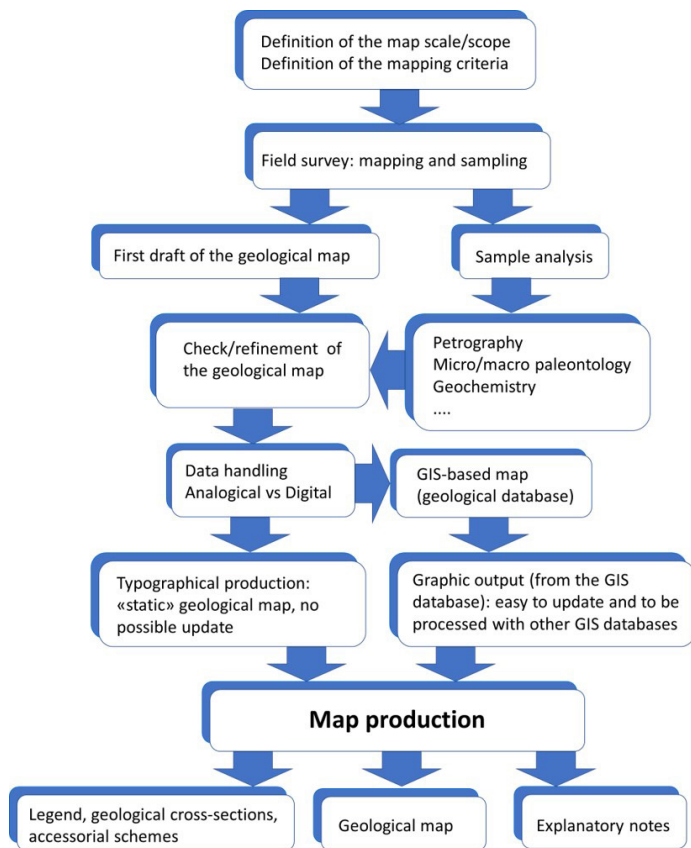 Definition of the map scale/scope
Definition of the mapping criteria
Field survey: mapping and sampling
First draft of the geological map
Sample analysis
Check/refinement of
the geological map
Petrography
Micro/macro paleontology
Geochemistry
....
Data handling
Analogical vs Digital
GIS-based map
(geological database)
Typographical production:
«static» geological map, no
possible update
Graphic output (from the GIS
database): easy to update and to be
processed with other GIS databases
Map production
Legend, geological cross-sections,
accessorial schemes
Geological map
Explanatory notes